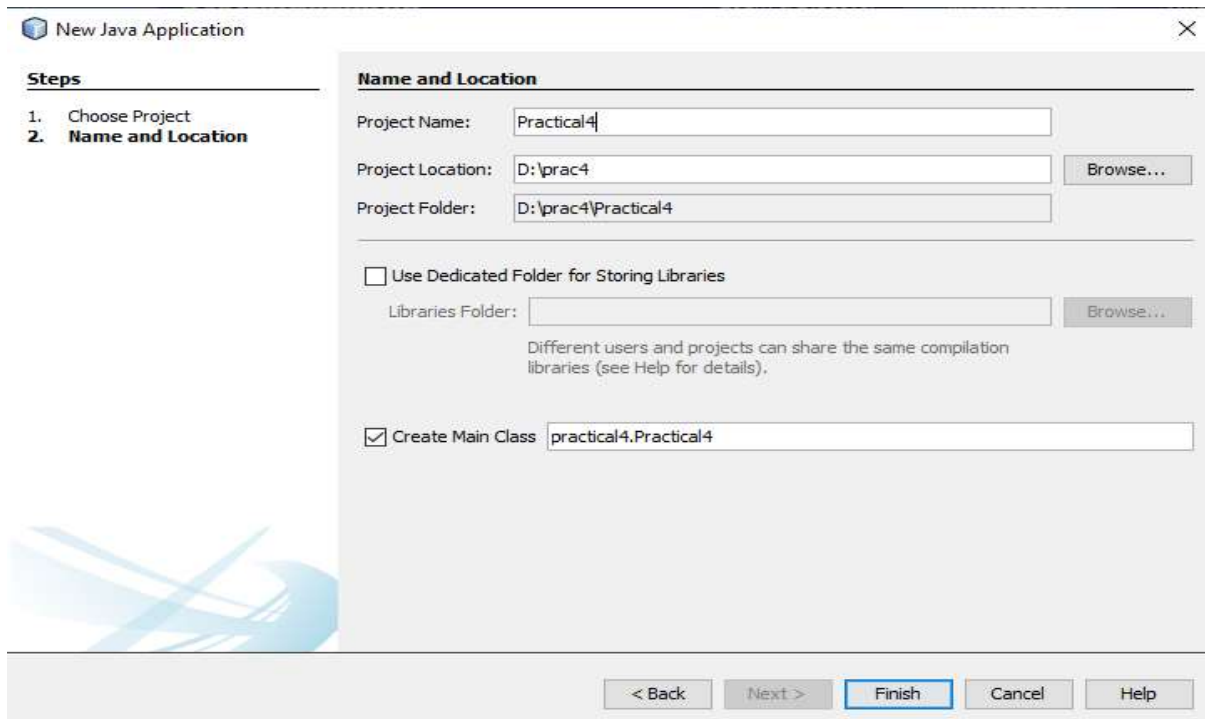 New Java Application
Steps
1. Choose Project
2. Name and Location
Name and Location
Project Name: Practical4
Project Location: D:\prac4 Browse...
Project Folder: D:\prac4\Practical4
Use Dedicated Folder for Storing Libraries
Libraries Folder: Browse...
Different users and projects can share the same compilation
libraries (see Help for details).
Create Main Class practical4.Practical4
< Back Next > Finish Cancel Help